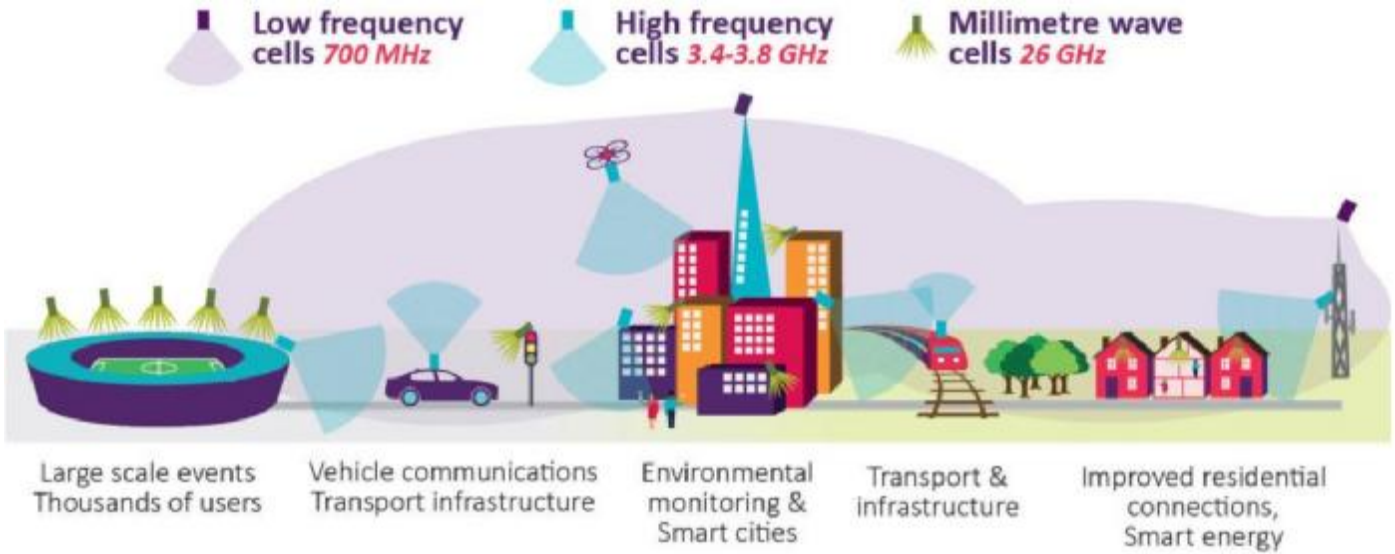 Low frequency
cells 700 MHz
High frequency
cells 3.4-3.8 GHz
Millimetre wave
cells 26 GHz
Large scale events
Thousands of users
Vehicle communications
Transport infrastructure
Environmental
monitoring &
Smart cities
Transport &
infrastructure
Improved residential
connections,
Smart energy